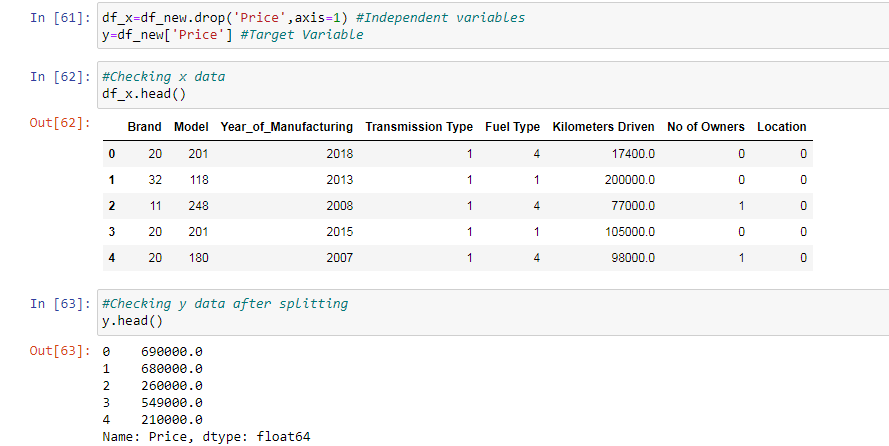 In [61]: df_x=df_new.drop('Price',axis=1) #Independent variables
y=df_new['Price'] #Target Variable
In [62]: #Checking x data
df_x.head()
Out[62]:
Brand Model Year_of_Manufacturing Transmission Type Fuel Type Kilometers Driven No of Owners Location
0 20 201 2018 1 4 17400.0 0 0
1 32 118 2013 1 1 200000.0 0 0
2 11 248 2008 1 4 77000.0 1 0
3 20 201 2015 1 1 105000.0 0 0
4 20 180 2007 1 4 98000.0 1 0
In [63]: #Checking y data after splitting
y.head()
Out[63]: 0 690000.0
1 680000.0
2 260000.0
3 549000.0
4 210000.0
Name: Price, dtype: float64